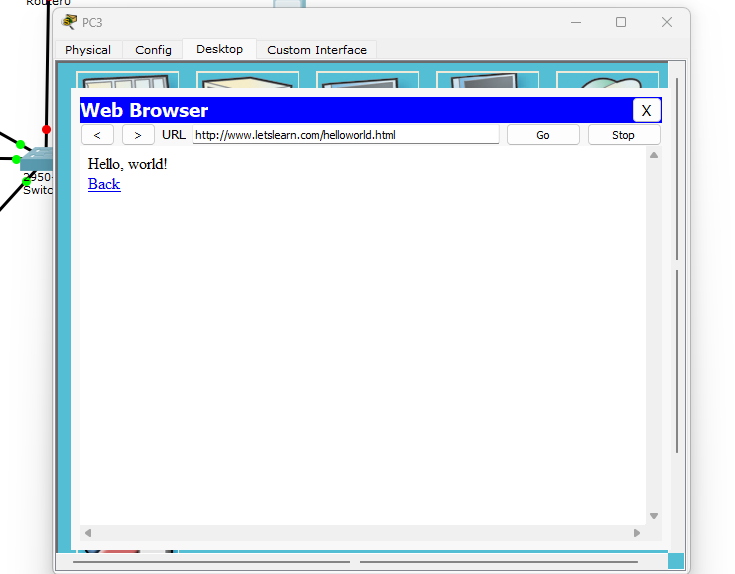 Router0
PC3
Physical Config Desktop Custom Interface
Web Browser X
< > URL http://www.letslearn.com/helloworld.html Go Stop
Hello, world!
Back
2950-
Switc